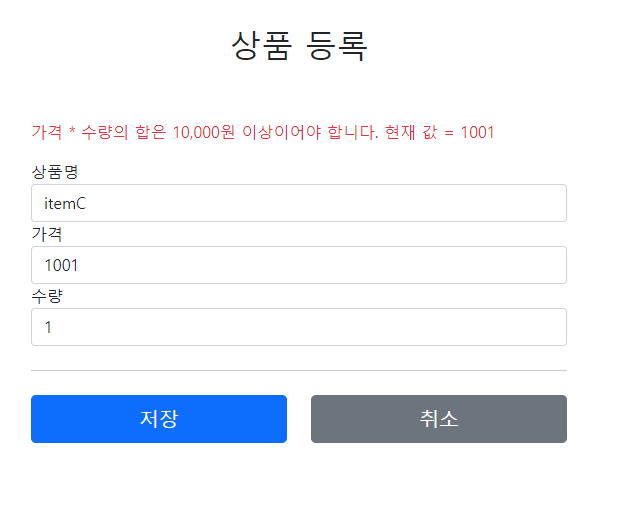 상품 등록
가격 * 수량의 합은 10,000원 이상이어야 합니다. 현재 값 = 1001
상품명
itemC
가격
1001
수량
1
저장 취소